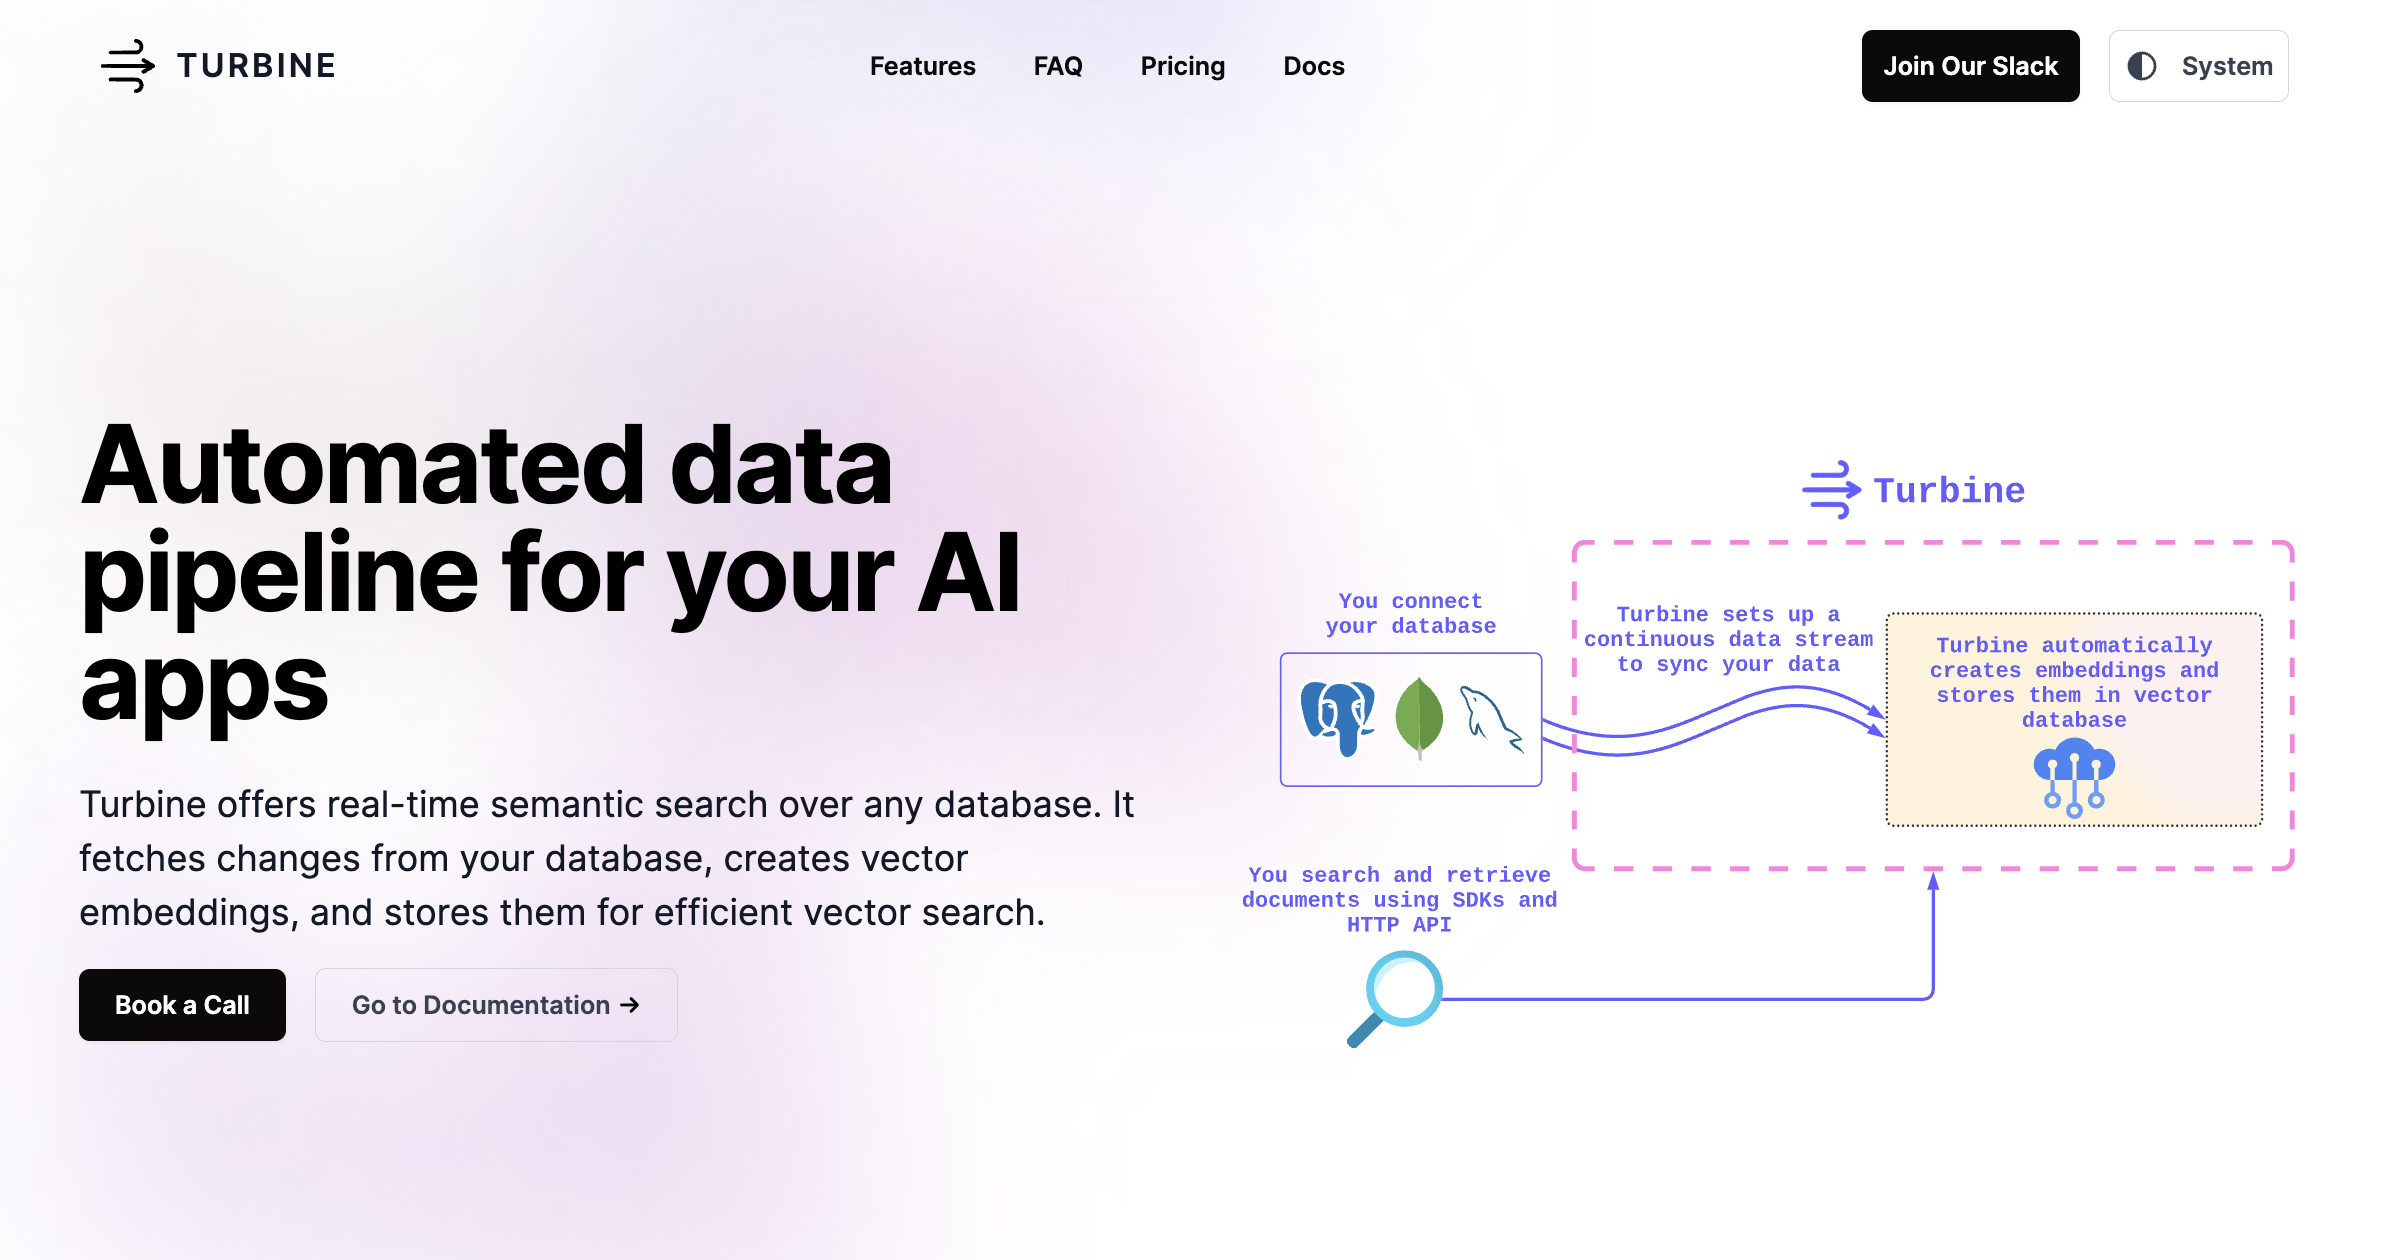 TURBINE
Features
FAQ
Pricing
Docs
Join Our Slack
System
Automated data
pipeline for your AI
apps
Turbine offers real-time semantic search over any database. It
fetches changes from your database, creates vector
embeddings, and stores them for efficient vector search.
Book a Call
Go to Documentation →
Turbine
You connect
your database
Turbine sets up a
continuous data stream
to sync your data
Turbine automatically
creates embeddings and
stores them in vector
database
You search and retrieve
documents using SDKs and
HTTP API